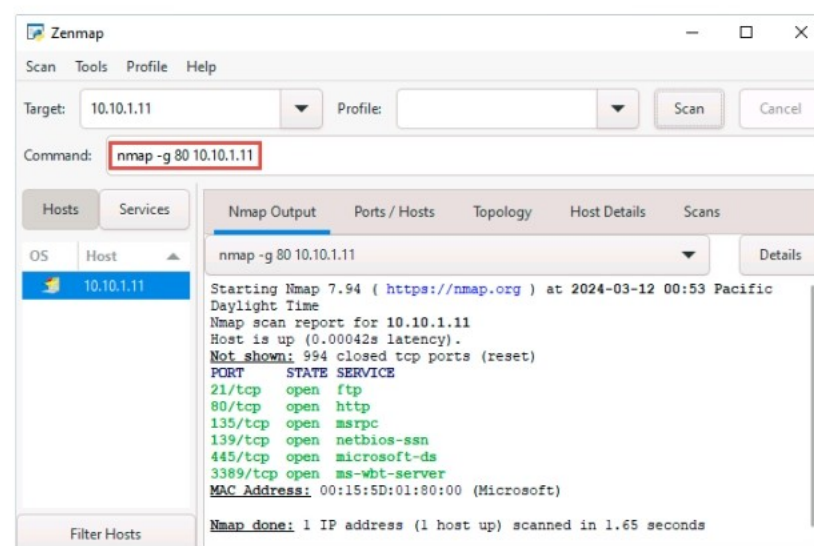 Zenmap
Scan Tools Profile Help
Target: 10.10.1.11 Profile: Scan Cancel
Command: nmap -g 80 10.10.1.11
Hosts Services
OS Host
10.10.1.11
Filter Hosts
Nmap Output Ports / Hosts Topology Host Details Scans
nmap -g 80 10.10.1.11 Details
Starting Nmap 7.94 ( https://nmap.org ) at 2024-03-12 00:53 Pacific
Daylight Time
Nmap scan report for 10.10.1.11
Host is up (0.00042s latency).
Not shown: 994 closed tcp ports (reset)
PORT STATE SERVICE
21/tcp open ftp
80/tcp open http
135/tcp open msrpc
139/tcp open netbios-ssn
445/tcp open microsoft-ds
3389/tcp open ms-wbt-server
MAC Address: 00:15:5D:01:80:00 (Microsoft)
Nmap done: 1 IP address (1 host up) scanned in 1.65 seconds